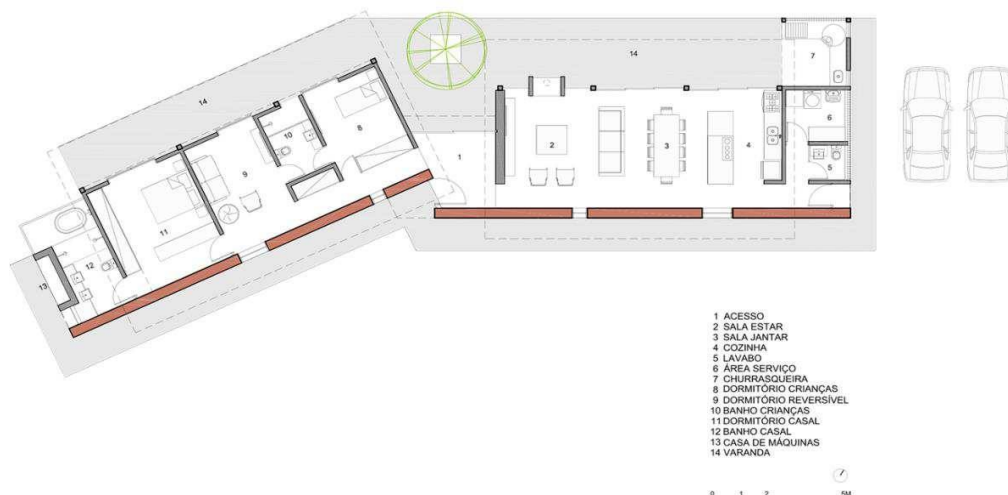 14
7
14
10
8
6
1
2
3
4
5
9
11
12
13
1 ACESSO
2 SALA ESTAR
3 SALA JANTAR
4 COZINHA
5 LAVABO
6 ÁREA SERVIÇO
7 CHURRASQUEIRA
8 DORMITÓRIO CRIANÇAS
9 DORMITÓRIO REVERSÍVEL
10 BANHO CRIANÇAS
11 DORMITÓRIO CASAL
12 BANHO CASAL
13 CASA DE MÁQUINAS
14 VARANDA
0 1 2 5M